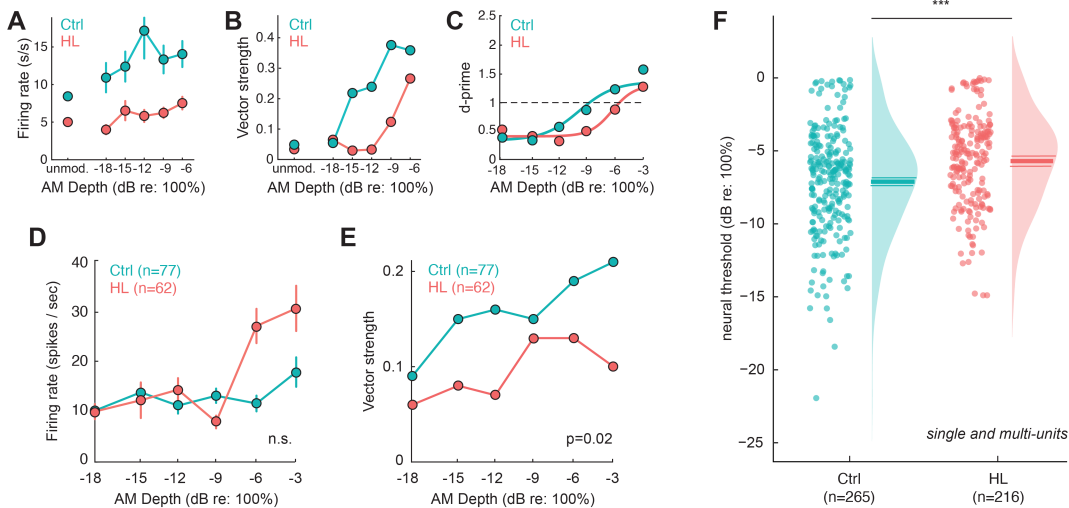 A
Ctrl
HL
Firing rate (s/s)
15
10
5
0
unmod.
-18
-15
-12
-9
-6
AM Depth (dB re: 100%)
B
Ctrl
HL
Vector strength
0.4
0.2
0.1
0
unmod.
-18
-15
-12
-9
-6
AM Depth (dB re: 100%)
C
Ctrl
HL
d-prime
2
1.5
1
0.5
0
-18
-15
-12
-9
-6
-3
AM Depth (dB re: 100%)
D
Ctrl (n=77)
HL (n=62)
Firing rate (spikes / sec)
40
30
20
10
0
n.s.
-18
-15
-12
-9
-6
-3
AM Depth (dB re: 100%)
E
Ctrl (n=77)
HL (n=62)
Vector strength
0.2
0.1
0
p=0.02
-18
-15
-12
-9
-6
-3
AM Depth (dB re: 100%)
F
***
neural threshold (dB re: 100%)
0
−5
−10
−15
−20
−25
single and multi-units
Ctrl
(n=265)
HL
(n=216)